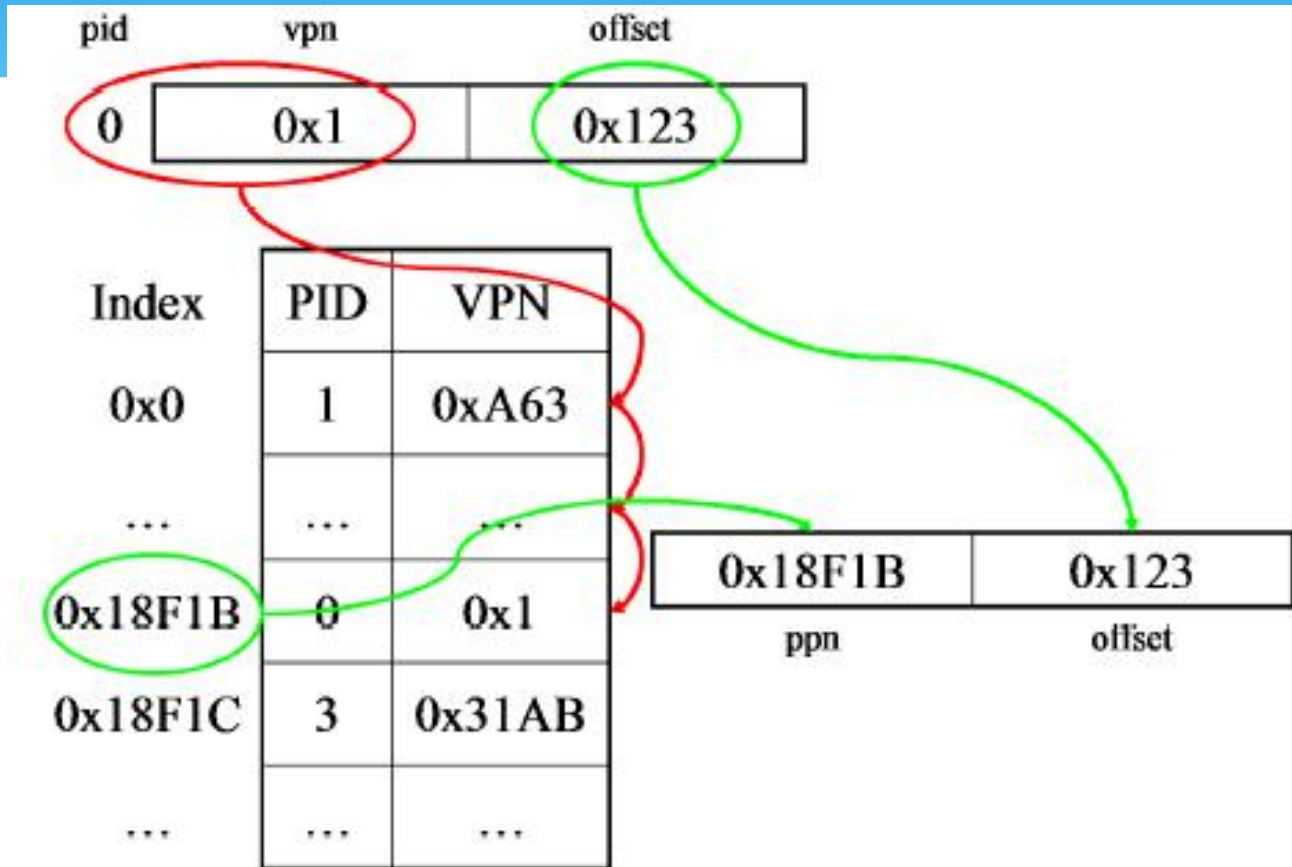 pid vpn offset
0 0x1 0x123
Index PID VPN
0x0 1 0xA63
... ... ...
0x18F1B 0 0x1
0x18F1B 0x123
ppn offset
0x18F1C 3 0x31AB
... ... ...